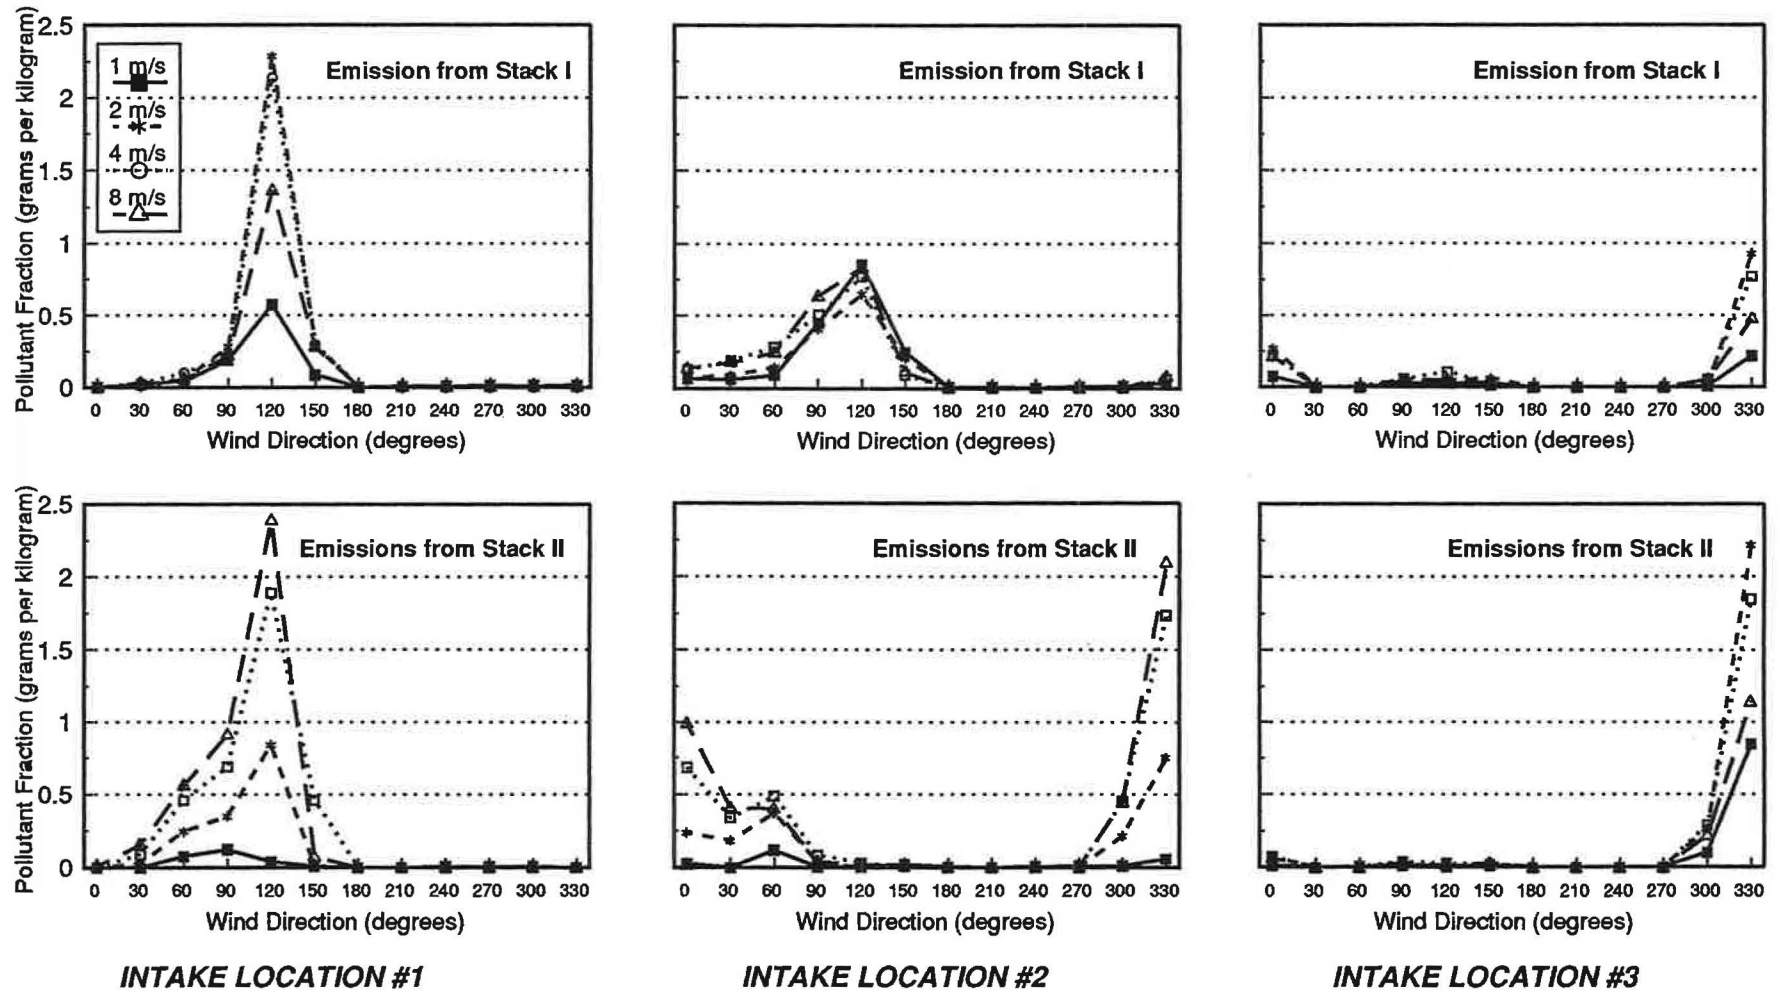 Pollutant Fraction (grams per kilogram)
2.5
2
1.5
1
0.5
0
1 m/s
2 m/s
4 m/s
8 m/s
Emission from Stack I
0 30 60 90 120 150 180 210 240 270 300 330
Wind Direction (degrees)
Emission from Stack I
0 30 60 90 120 150 180 210 240 270 300 330
Wind Direction (degrees)
Emission from Stack I
0 30 60 90 120 150 180 210 240 270 300 330
Wind Direction (degrees)
Pollutant Fraction (grams per kilogram)
2.5
2
1.5
1
0.5
0
Emissions from Stack II
0 30 60 90 120 150 180 210 240 270 300 330
Wind Direction (degrees)
Emissions from Stack II
0 30 60 90 120 150 180 210 240 270 300 330
Wind Direction (degrees)
Emissions from Stack II
0 30 60 90 120 150 180 210 240 270 300 330
Wind Direction (degrees)
INTAKE LOCATION #1
INTAKE LOCATION #2
INTAKE LOCATION #3